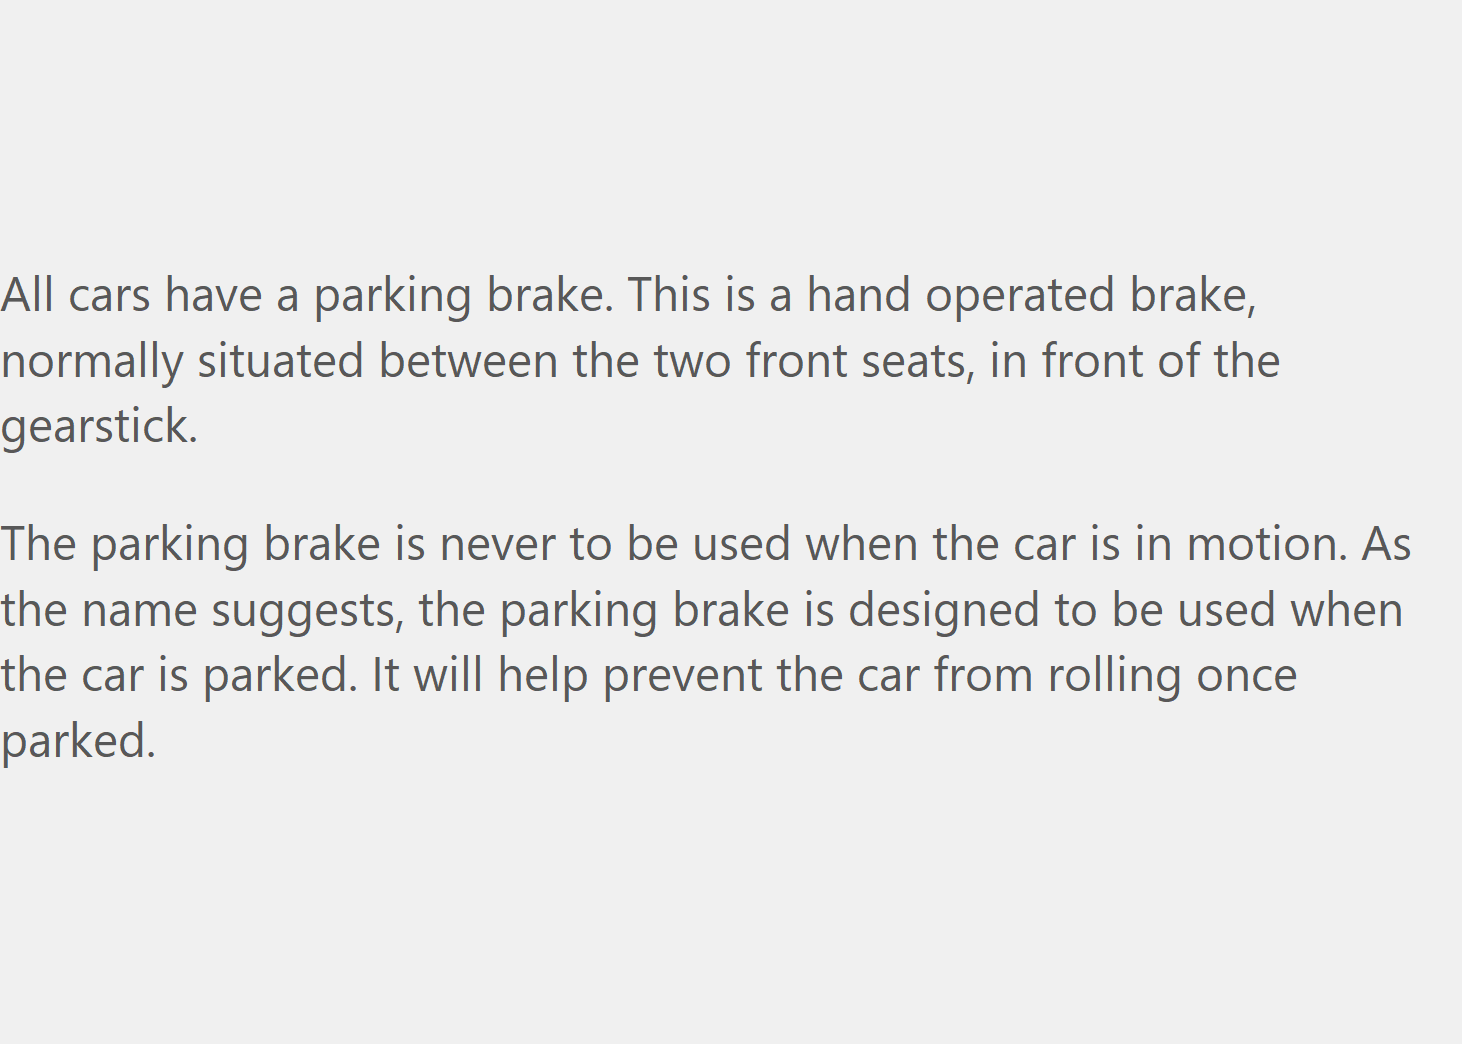 All cars have a parking brake. This is a hand operated brake,
normally situated between the two front seats, in front of the
gearstick.
The parking brake is never to be used when the car is in motion. As
the name suggests, the parking brake is designed to be used when
the car is parked. It will help prevent the car from rolling once
parked.